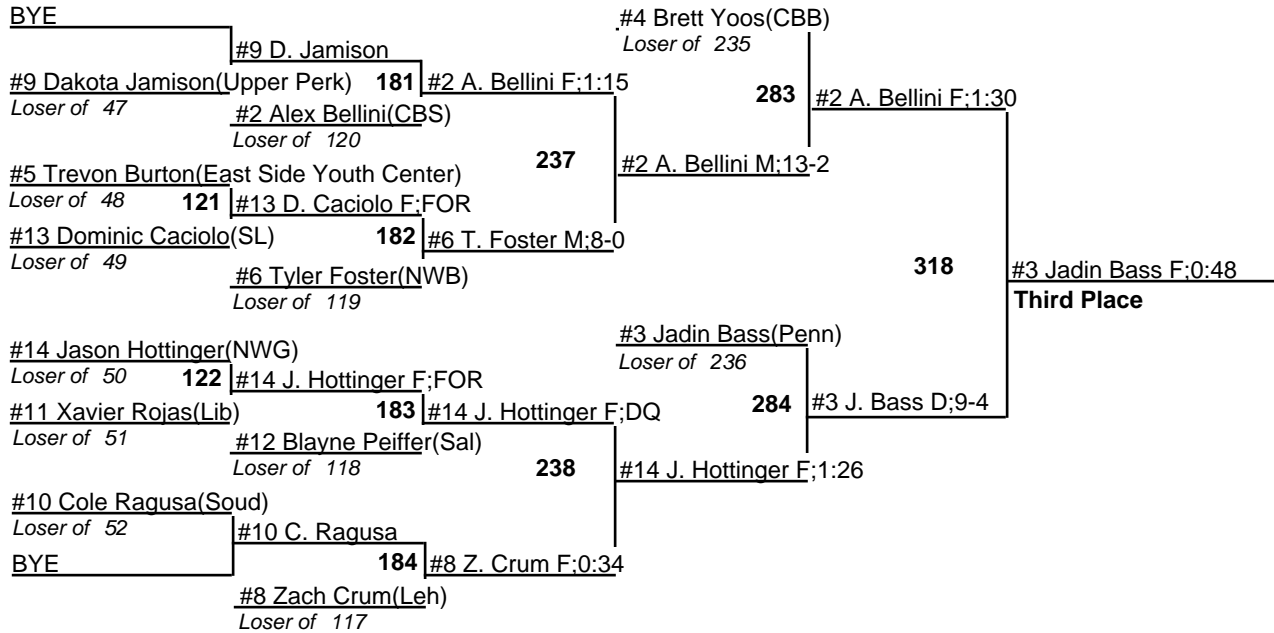 BYE
#4 Brett Yoos(CBB)
Loser of 235
#9 D. Jamison
#9 Dakota Jamison(Upper Perk)
Loser of 47
181
#2 A. Bellini F;1:15
283
#2 A. Bellini F;1:30
#2 Alex Bellini(CBS)
Loser of 120
237
#2 A. Bellini M;13-2
#5 Trevon Burton(East Side Youth Center)
Loser of 48
121
#13 D. Caciolo F;FOR
#13 Dominic Caciolo(SL)
Loser of 49
182
#6 T. Foster M;8-0
#6 Tyler Foster(NWB)
Loser of 119
318
#3 Jadin Bass F;0:48
Third Place
#3 Jadin Bass(Penn)
Loser of 236
#14 Jason Hottinger(NWG)
Loser of 50
122
#14 J. Hottinger F;FOR
#11 Xavier Rojas(Lib)
Loser of 51
183
#14 J. Hottinger F;DQ
284
#3 J. Bass D;9-4
#12 Blayne Peiffer(Sal)
Loser of 118
238
#14 J. Hottinger F;1:26
#10 Cole Ragusa(Soud)
Loser of 52
#10 C. Ragusa
BYE
184
#8 Z. Crum F;0:34
#8 Zach Crum(Leh)
Loser of 117